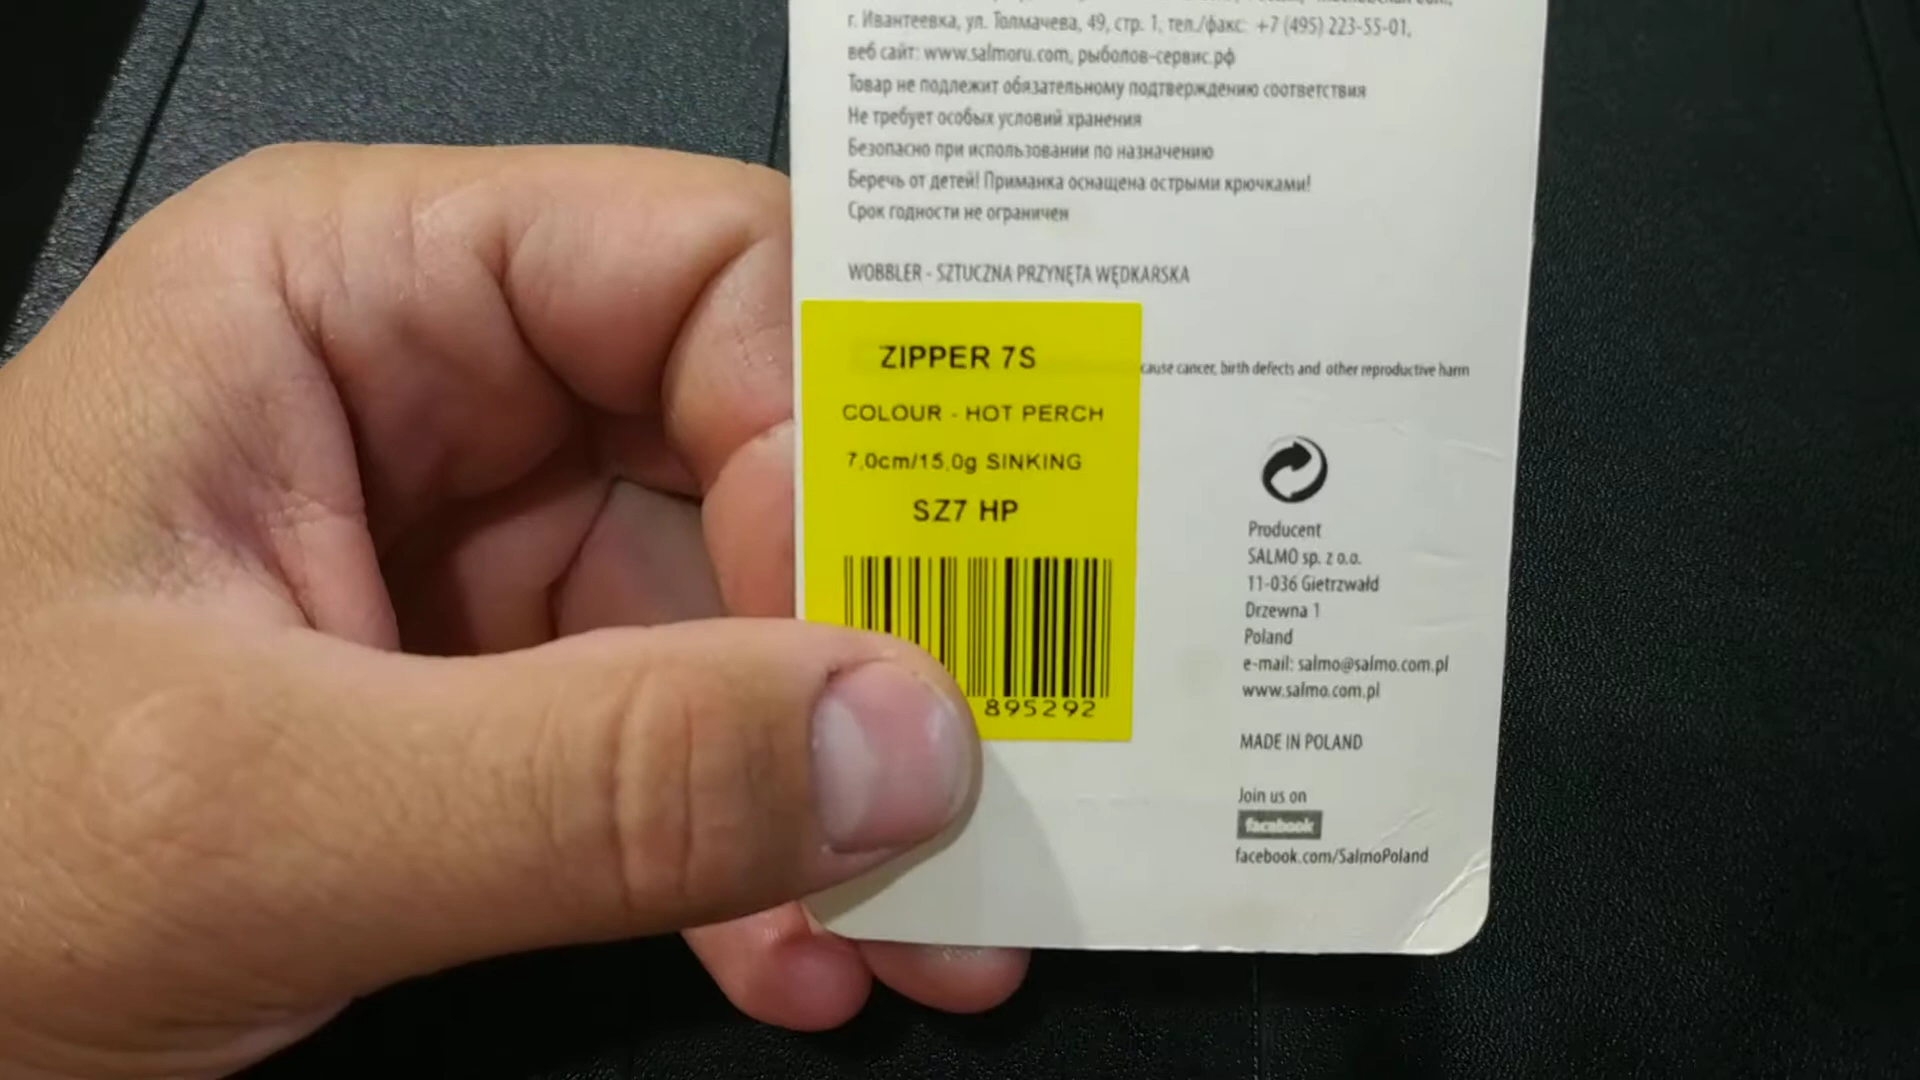 г. Ивантеевка, ул. Толмачева, 49, стр. 1, тел./факс: +7 (495) 223-55-01,
веб сайт: www.salmoru.com, рыболов-сервис.рф
Товар не подлежит обязательному подтверждению соответствия
Не требует особых условий хранения
Безопасно при использовании по назначению
Беречь от детей! Приманка оснащена острыми крючками!
Срок годности не ограничен
WOBBLER - SZTUCZNA PRZYNĘTA WĘDKARSKA
ZIPPER 7S
COLOUR - HOT PERCH
7,0cm/15,0g SINKING
SZ7 HP
895292
cause cancer, birth defects and other reproductive harm
Producent
SALMO sp. z o.o.
11-036 Gietrzwałd
Drzewna 1
Poland
e-mail: salmo@salmo.com.pl
www.salmo.com.pl
MADE IN POLAND
Join us on
facebook
facebook.com/SalmoPoland